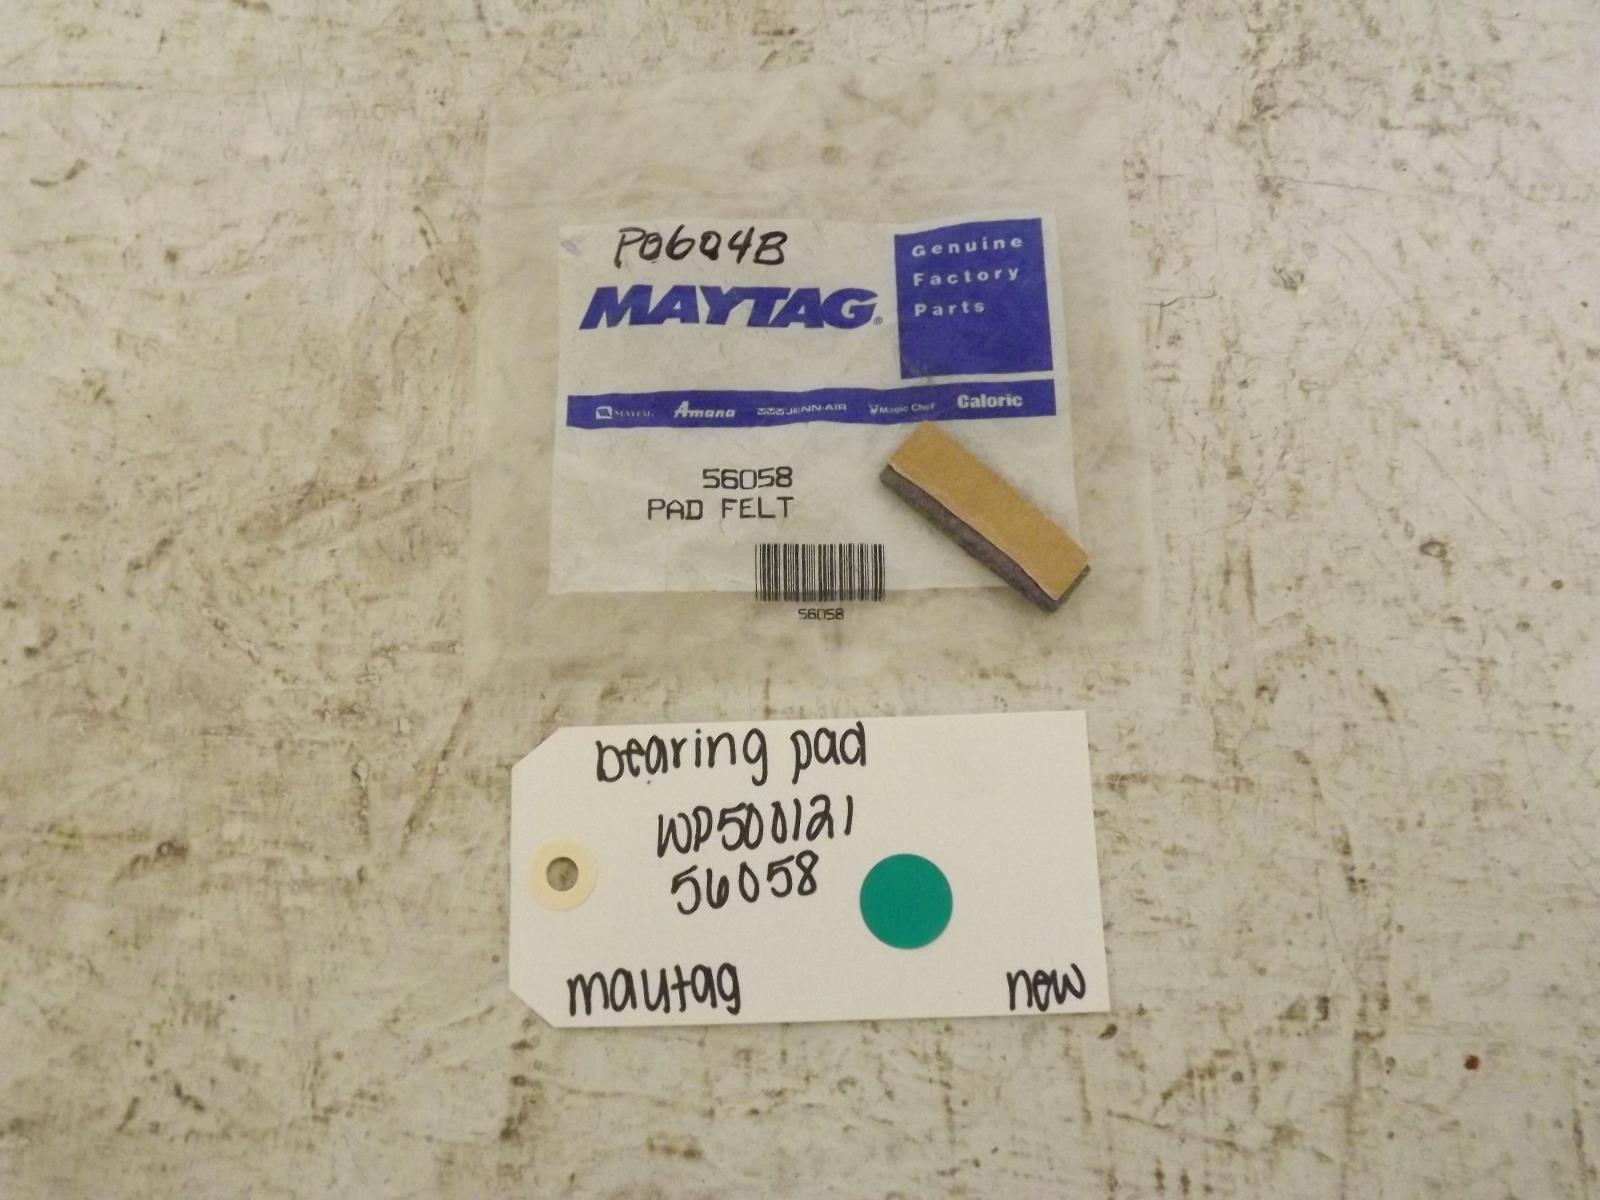 P0604B
MAYTAG®
Genuine
Factory
Parts
MAYTAG Amana JENN-AIR Magic Chef Caloric
56058
PAD FELT
56058
bearing pad
WP500121
56058
maytag
new